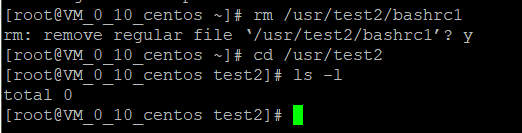 [root@VM_0_10_centos ~]# rm /usr/test2/bashrc1
rm: remove regular file ‘/usr/test2/bashrc1’? y
[root@VM_0_10_centos ~]# cd /usr/test2
[root@VM_0_10_centos test2]# ls -l
total 0
[root@VM_0_10_centos test2]#